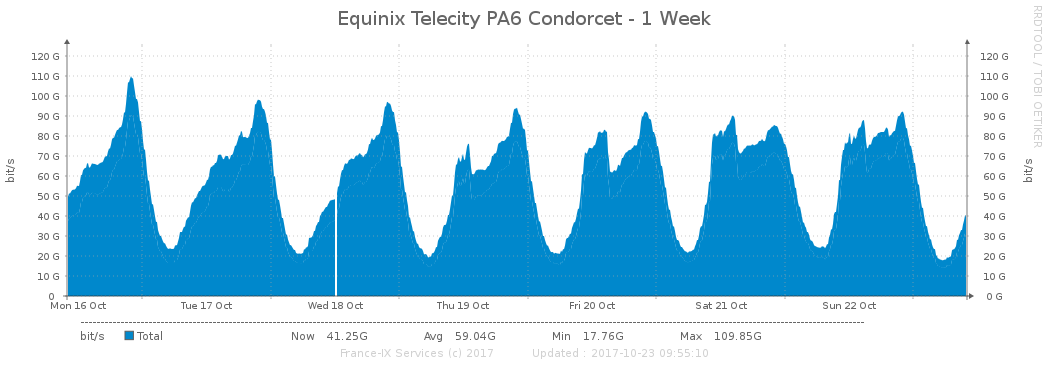 Equinix Telecity PA6 Condorcet - 1 Week
RRDTOOL / TOBI OETIKER
bit/s
120 G 120 G
110 G 110 G
100 G 100 G
90 G 90 G
80 G 80 G
70 G 70 G
60 G 60 G
50 G 50 G
40 G 40 G
30 G 30 G
20 G 20 G
10 G 10 G
0 0 G
bit/s
Mon 16 Oct Tue 17 Oct Wed 18 Oct Thu 19 Oct Fri 20 Oct Sat 21 Oct Sun 22 Oct
bit/s Total Now 41.25G Avg 59.04G Min 17.76G Max 109.85G
France-IX Services (c) 2017 Updated : 2017-10-23 09:55:10